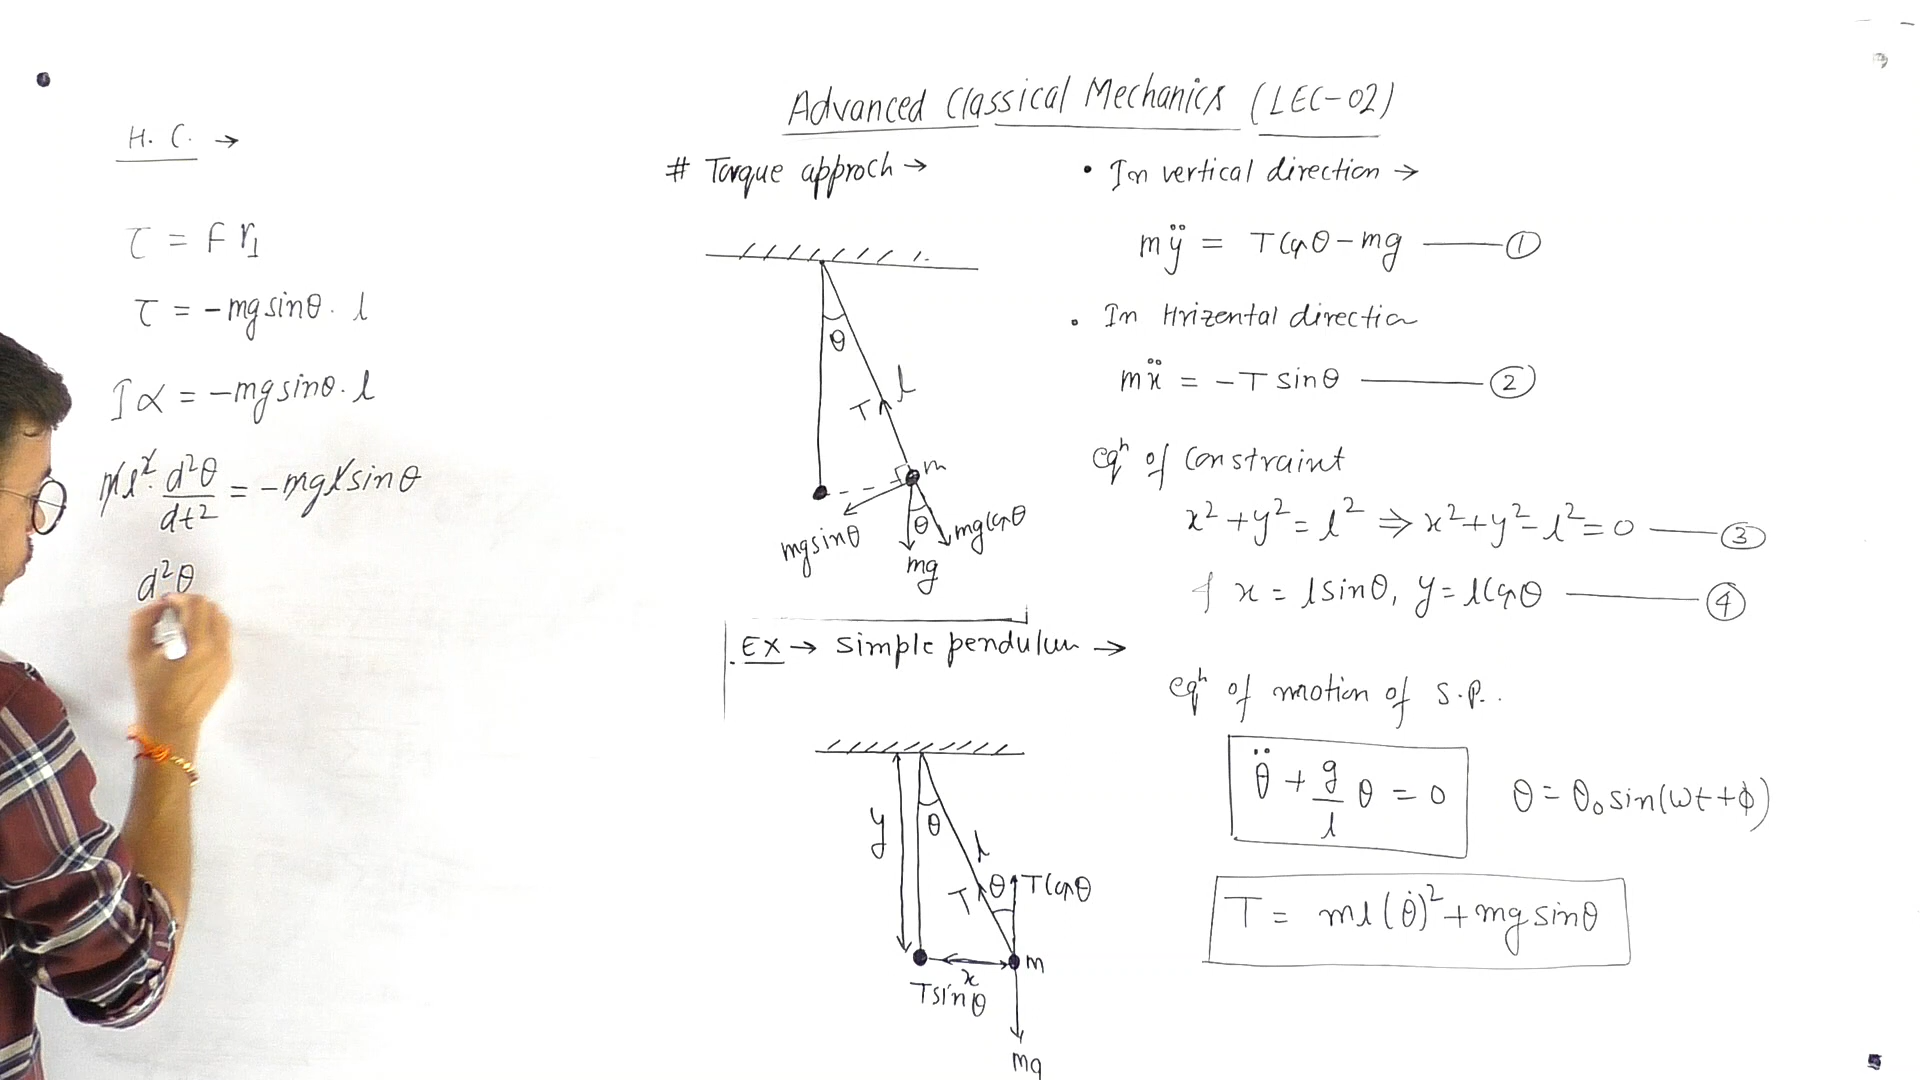 Advanced Classical Mechanics (LEC-02)
H. C. →
τ = F r⊥
τ = -mg sinθ. l
Iα = -mg sinθ. l
ml². d²θ/dt² = -mgl sinθ
d²θ
# Torque approch →
θ
l
T
m
mg sinθ
θ
mg cosθ
mg
EX → Simple pendulum →
y
θ
l
T
θ
T cosθ
m
x
T sinθ
mg
• In vertical direction →
mÿ = T cosθ - mg —— ①
• In Hrizental direction
mẍ = -T sinθ —— ②
eqⁿ of constraint
x² + y² = l² ⇒ x² + y² - l² = 0 —— ③
f x = l sinθ, y = l cosθ —— ④
eqⁿ of motion of S.P..
θ̈ + g/l θ = 0 θ = θ₀ sin(ωt + ϕ)
T = ml(θ̇)² + mg sinθ